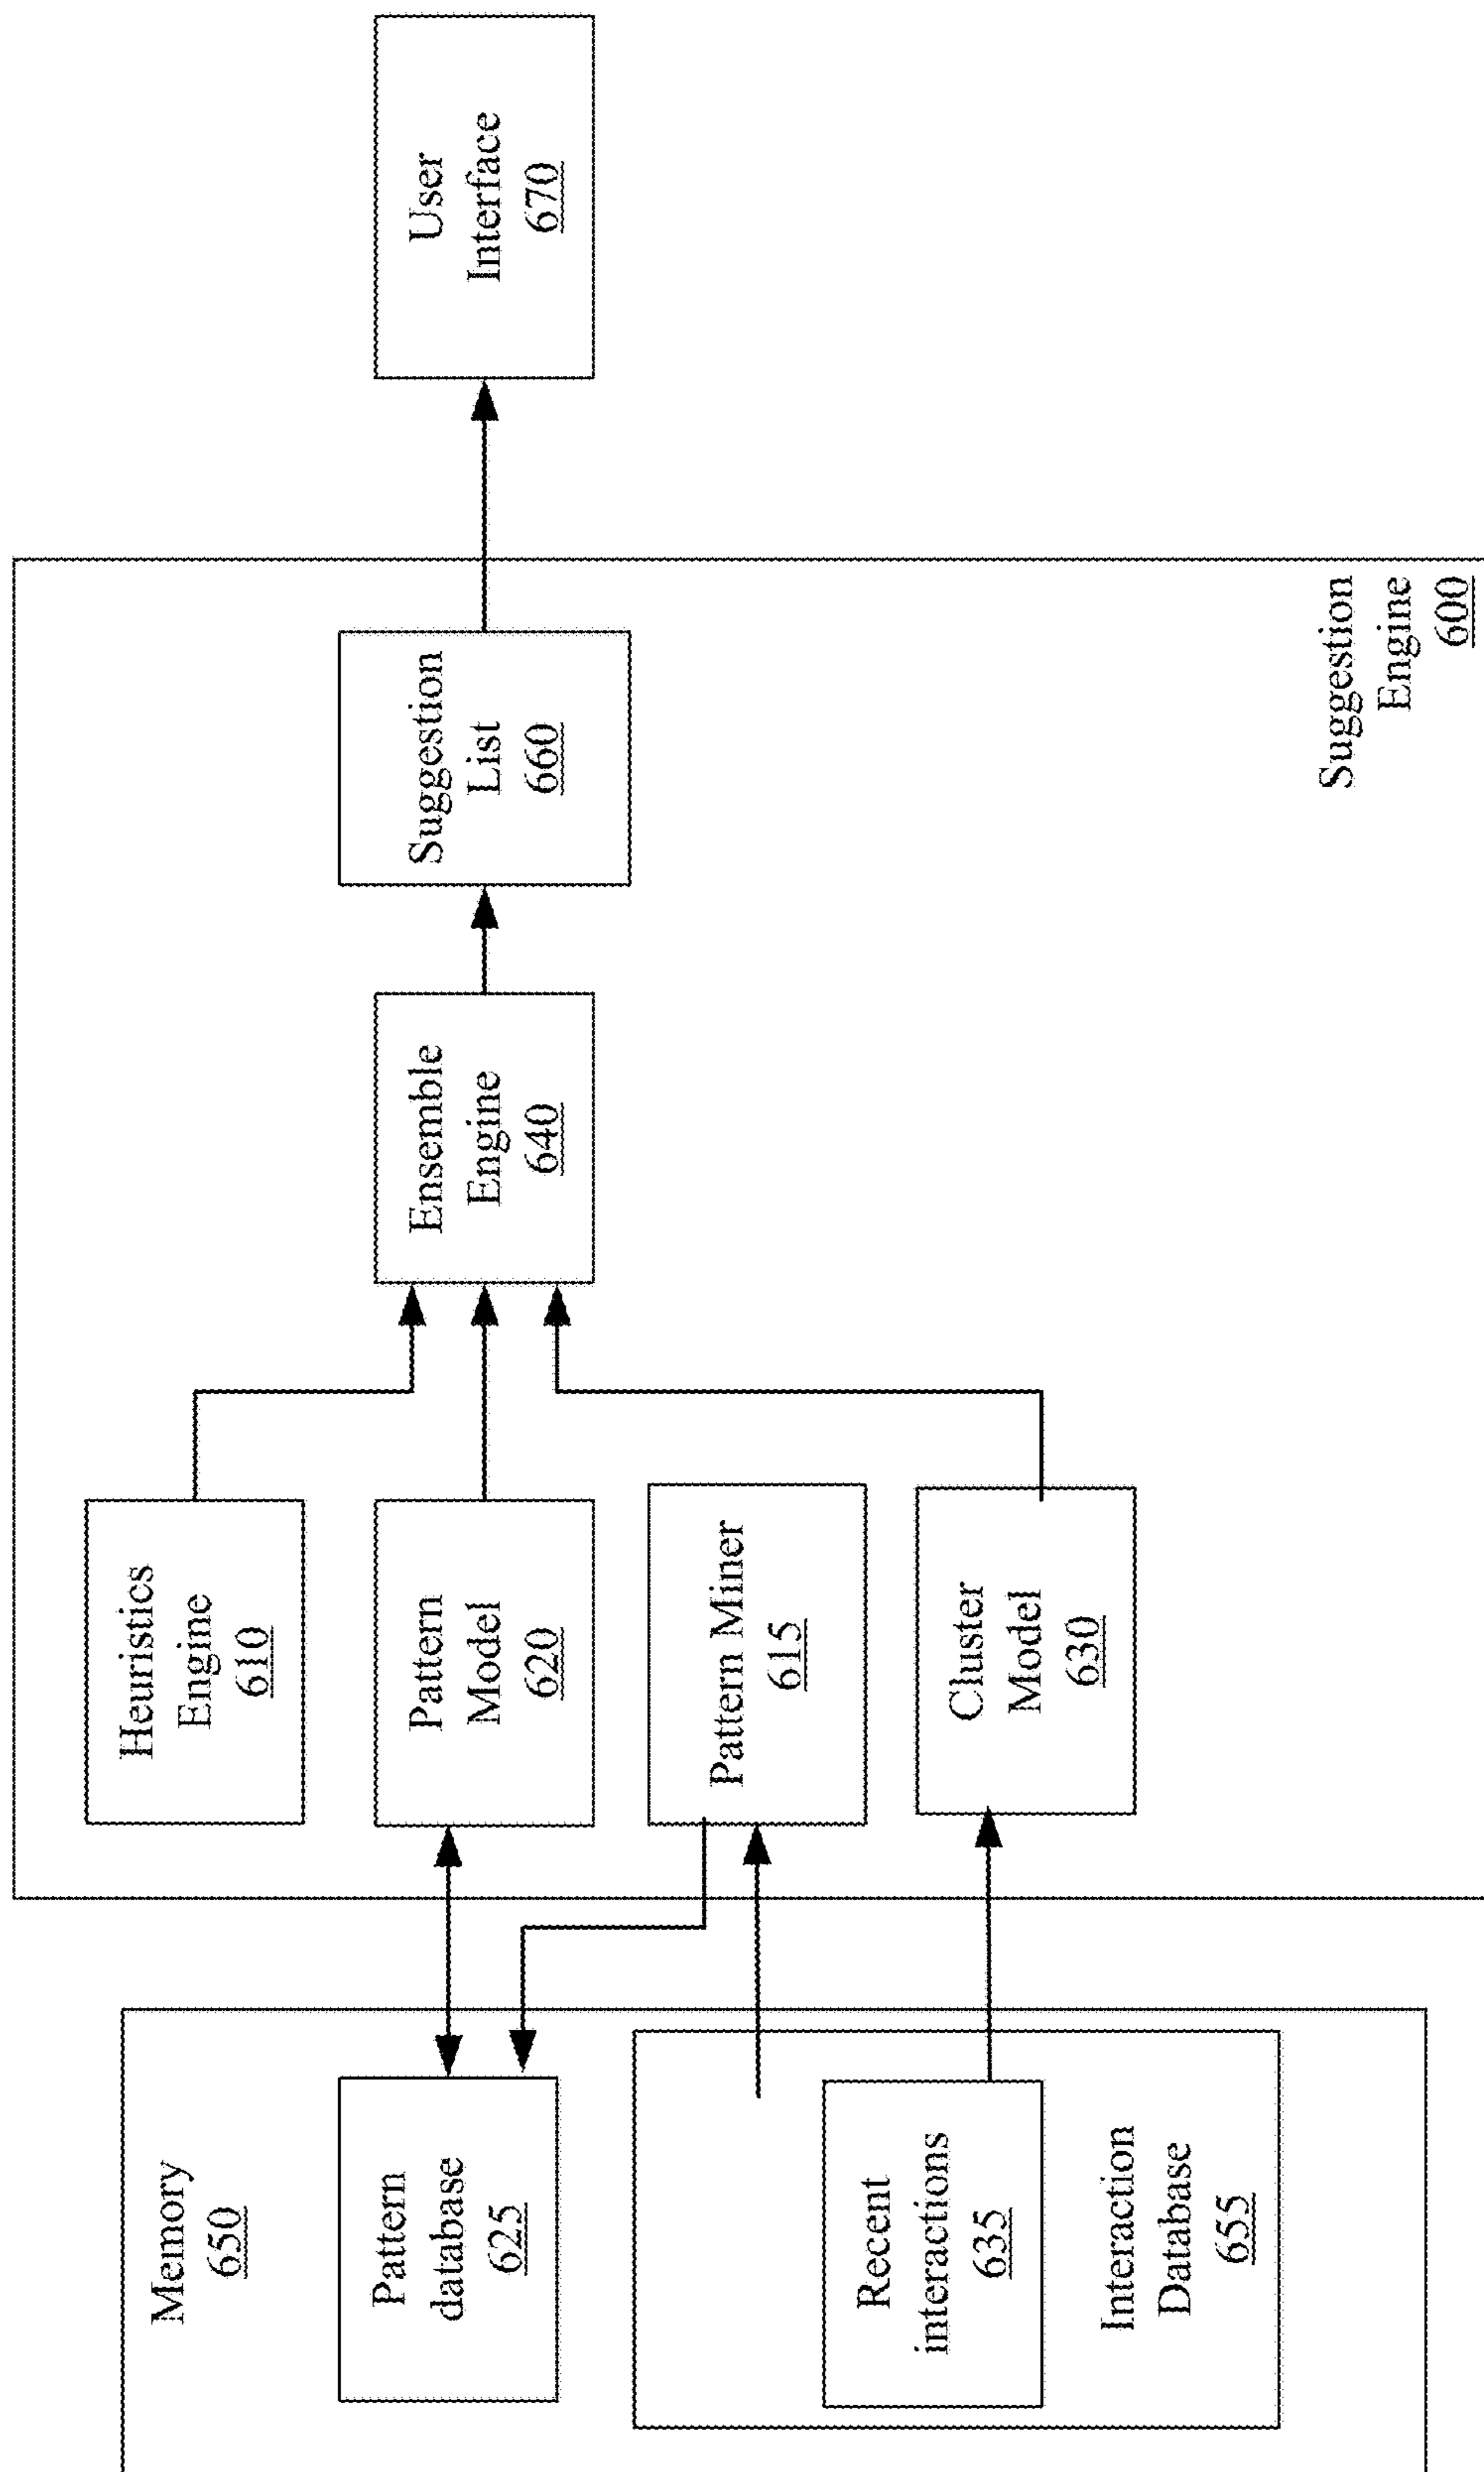 Memory
650
Pattern
database
625
Recent
interactions
635
Interaction
Database
655
Heuristics
Engine
610
Pattern
Model
620
Pattern Miner
615
Cluster
Model
630
Ensemble
Engine
640
Suggestion
List
660
Suggestion
Engine
600
User
Interface
670